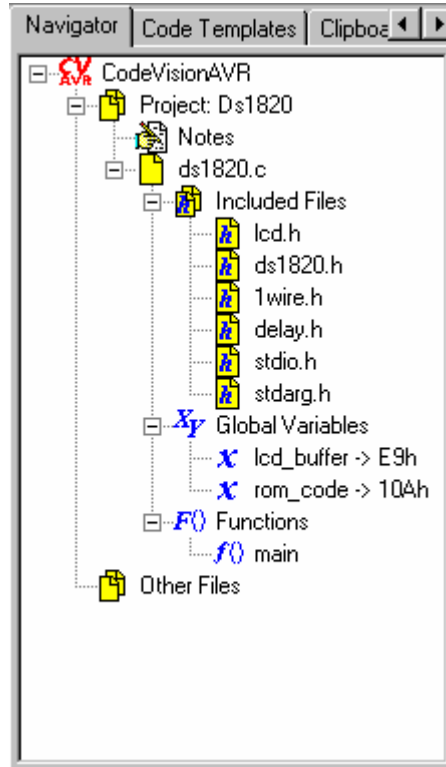 Navigator Code Templates Clipboa
CV AVR CodeVisionAVR
Project: Ds1820
Notes
ds1820.c
h Included Files
h lcd.h
h ds1820.h
h 1wire.h
h delay.h
h stdio.h
h stdarg.h
XY Global Variables
x lcd_buffer -> E9h
x rom_code -> 10Ah
F() Functions
f() main
Other Files